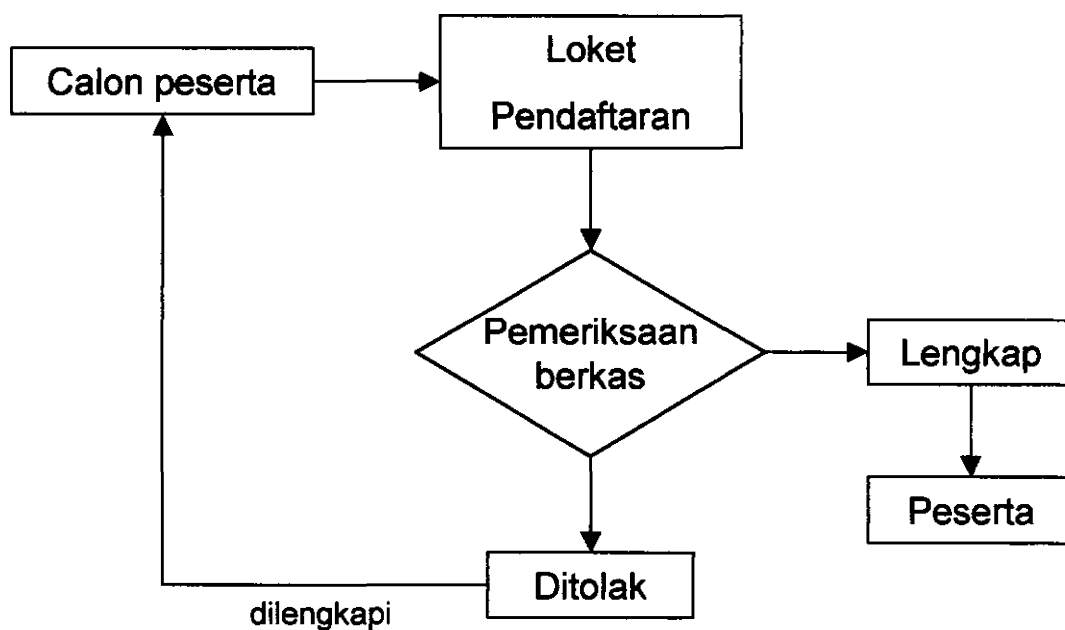 Calon peserta
Loket
Pendaftaran
Pemeriksaan
berkas
Lengkap
Peserta
Ditolak
dilengkapi